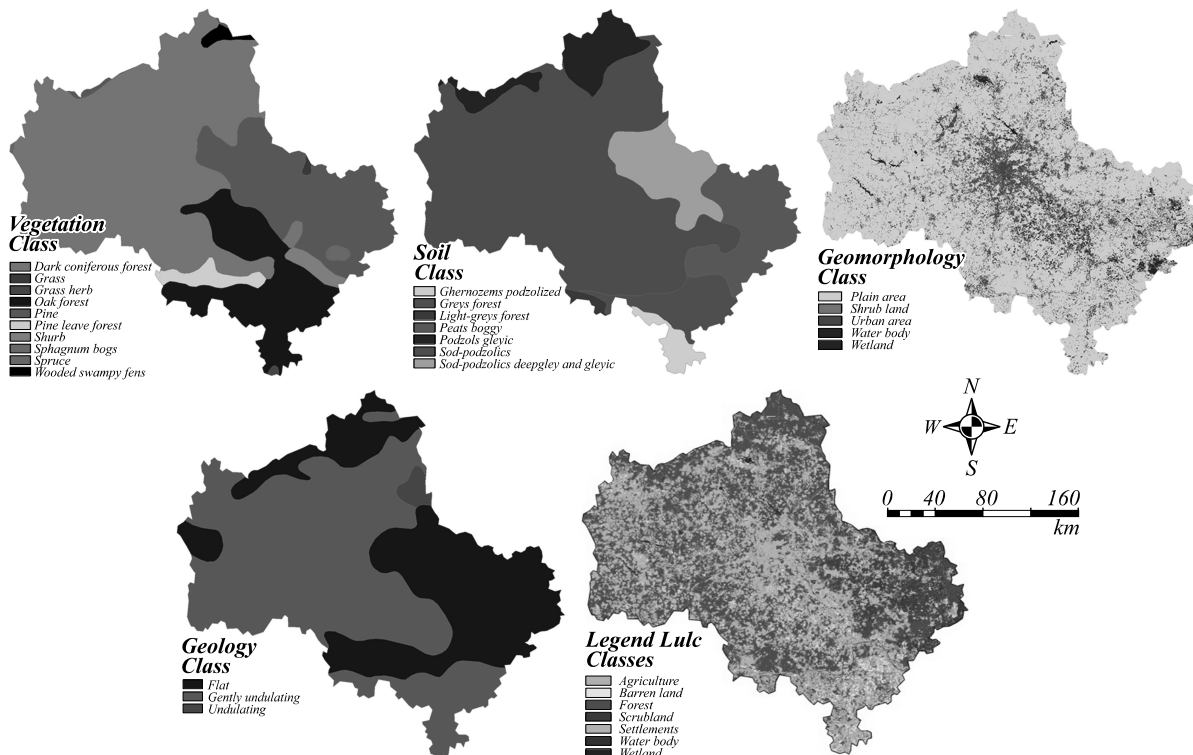 Vegetation
Class
Dark coniferous forest
Grass
Grass herb
Oak forest
Pine
Pine leave forest
Shurb
Sphagnum bogs
Spruce
Wooded swampy fens
Soil
Class
Ghernozems podzolized
Greys forest
Light-greys forest
Peats boggy
Podzols gleyic
Sod-podzolics
Sod-podzolics deepgley and gleyic
Geomorphology
Class
Plain area
Shrub land
Urban area
Water body
Wetland
Geology
Class
Flat
Gently undulating
Undulating
Legend Lulc
Classes
Agriculture
Barren land
Forest
Scrubland
Settlements
Water body
Wetland
N
W E
S
0 40 80 160
km